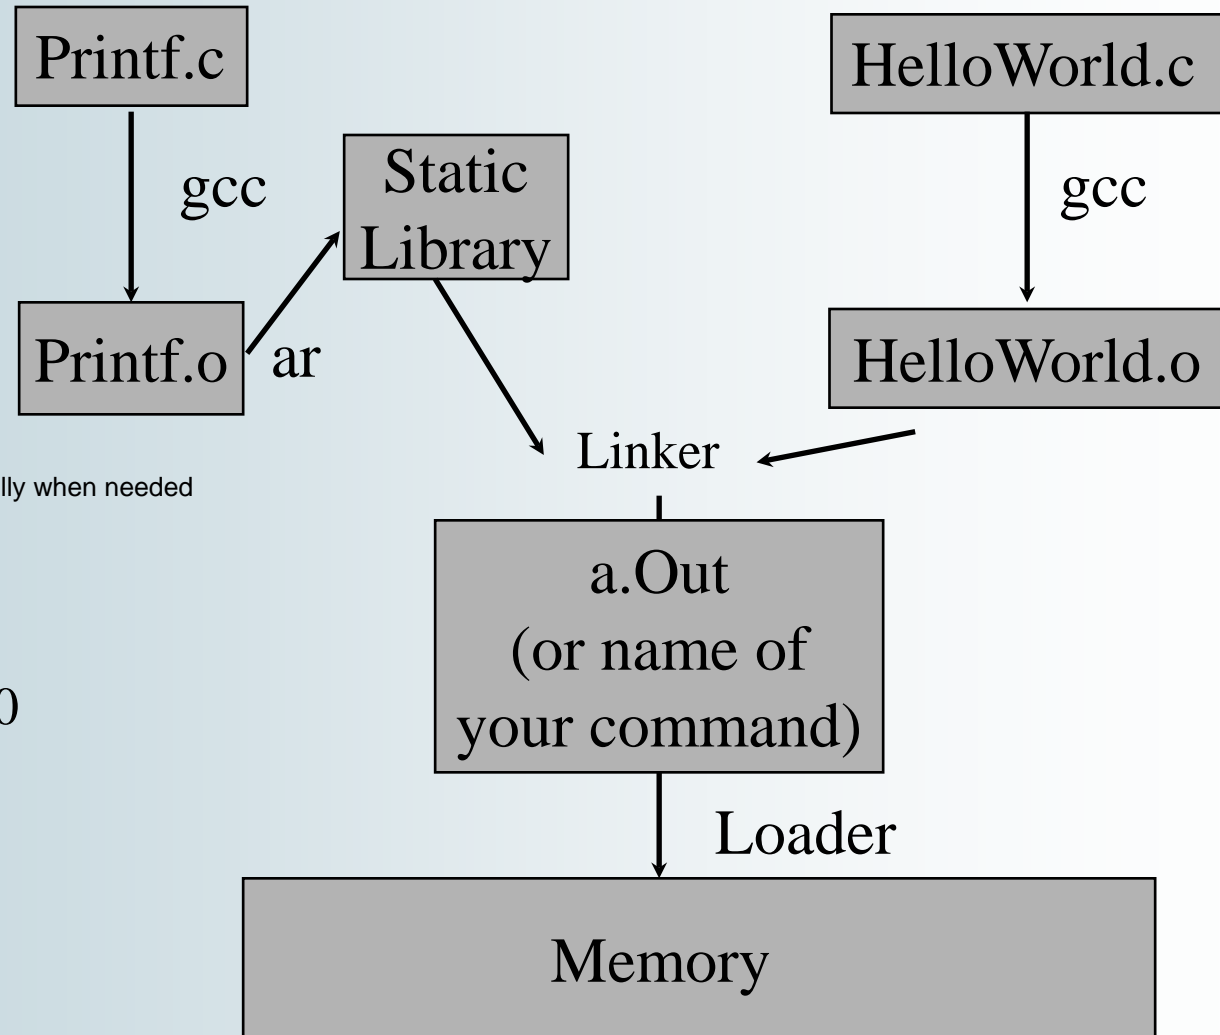 Printf.c
HelloWorld.c
gcc
Static
Library
gcc
Printf.o
ar
HelloWorld.o
Linker
lly when needed
a.Out
(or name of
your command)
0
Loader
Memory